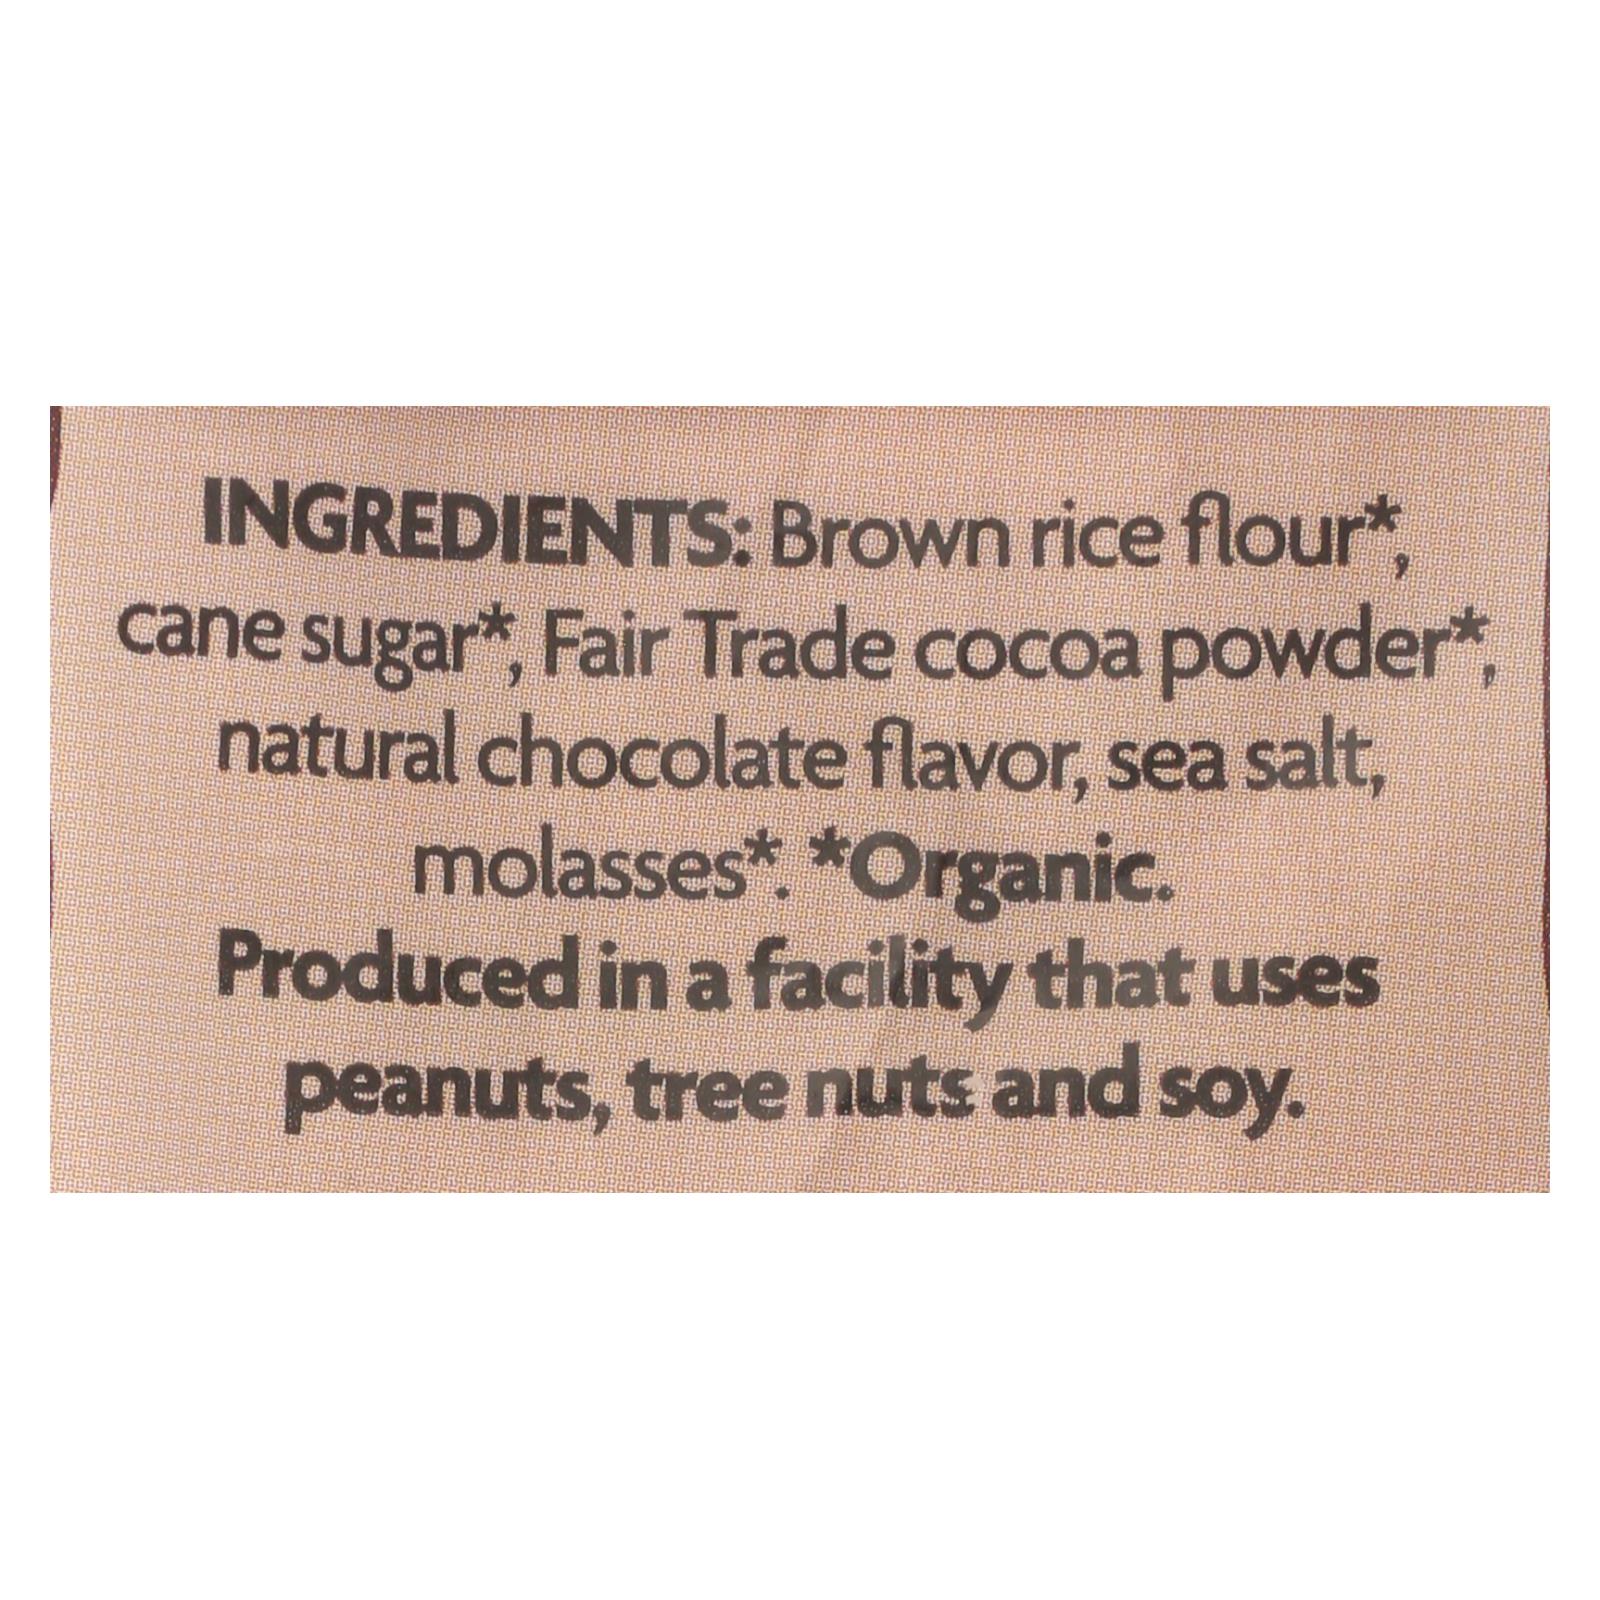 INGREDIENTS: Brown rice flour*,
cane sugar*, Fair Trade cocoa powder*,
natural chocolate flavor, sea salt,
molasses*. *Organic.
Produced in a facility that uses
peanuts, tree nuts and soy.